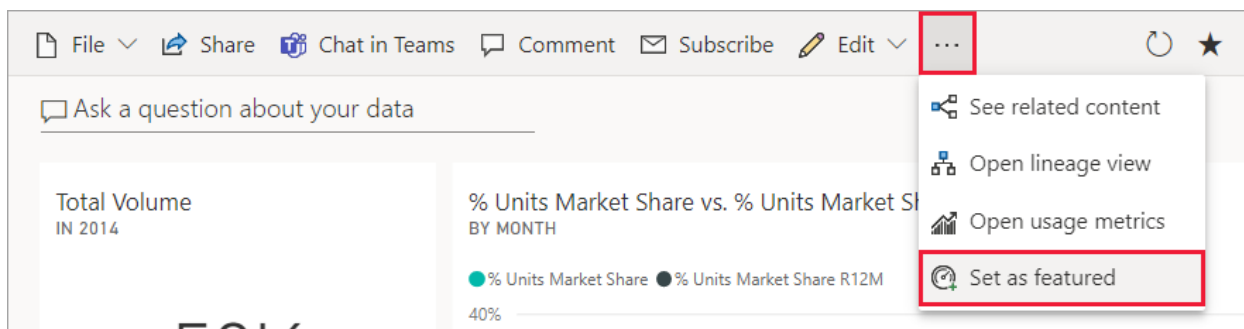 File Share Chat in Teams Comment Subscribe Edit ...
Ask a question about your data
See related content
Open lineage view
Open usage metrics
Set as featured
Total Volume
IN 2014
% Units Market Share vs. % Units Market
BY MONTH
% Units Market Share % Units Market Share R12M
40%